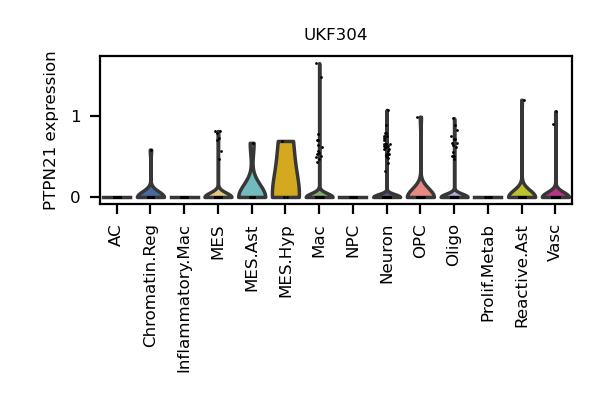 UKF304
PTPN21 expression
1
0
AC
Chromatin.Reg
Inflammatory.Mac
MES
MES.Ast
MES.Hyp
Mac
NPC
Neuron
OPC
Oligo
Prolif.Metab
Reactive.Ast
Vasc